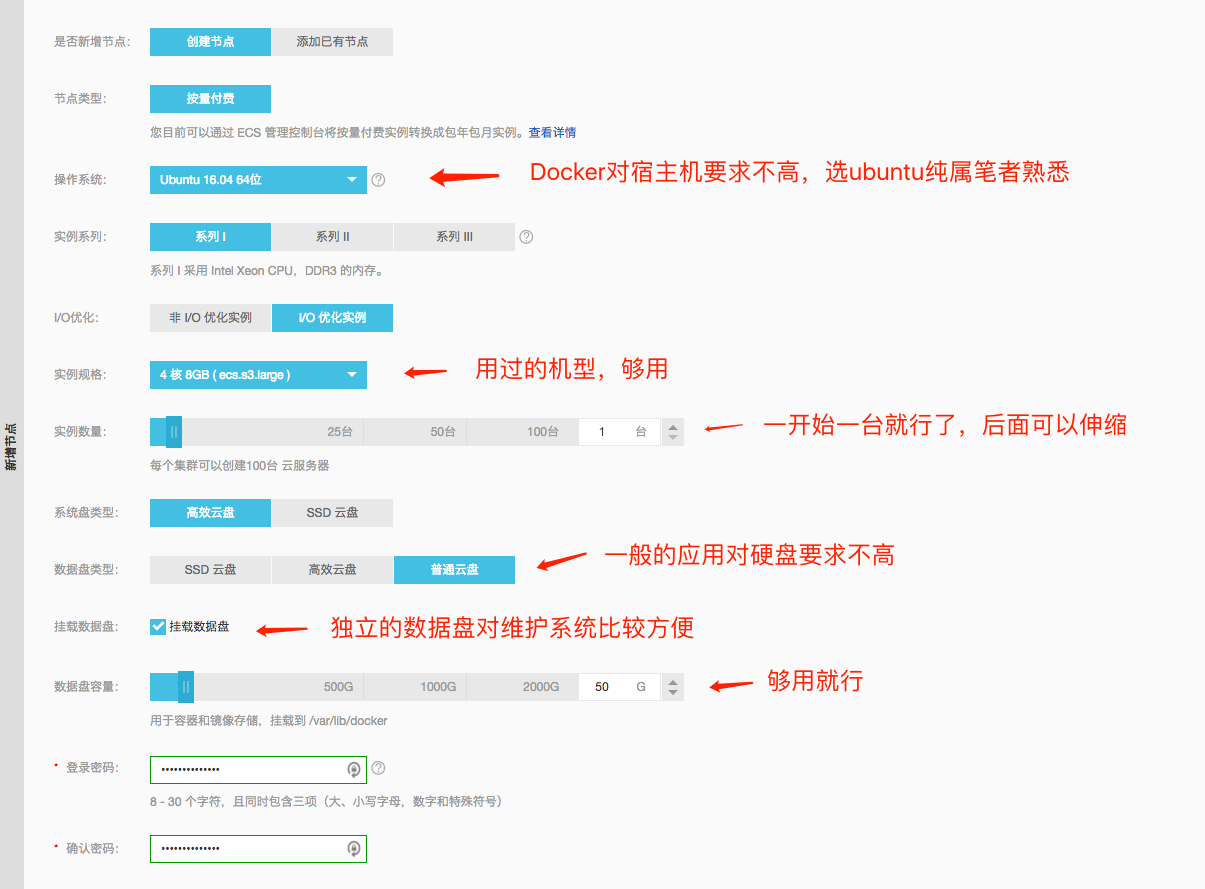 是否新增节点: 创建节点 添加已有节点
节点类型: 按量付费
您目前可以通过 ECS 管理控制台将按量付费实例转换成包年包月实例。查看详情
操作系统: Ubuntu 16.04 64位 Docker对宿主机要求不高，选ubuntu纯属笔者熟悉
实例系列: 系列 I 系列 II 系列 III
系列 I 采用 Intel Xeon CPU，DDR3 的内存。
I/O优化: 非 I/O 优化实例 I/O 优化实例
实例规格: 4 核 8GB ( ecs.s3.large ) 用过的机型，够用
实例数量: 25台 50台 100台 1 台 一开始一台就行了，后面可以伸缩
每个集群可以创建100台 云服务器
新增节点
系统盘类型: 高效云盘 SSD 云盘
数据盘类型: SSD 云盘 高效云盘 普通云盘 一般的应用对硬盘要求不高
挂载数据盘: 挂载数据盘 独立的数据盘对维护系统比较方便
数据盘容量: 500G 1000G 2000G 50 G 够用就行
用于容器和镜像存储，挂载到 /var/lib/docker
* 登录密码: ••••••••••••••
8 - 30 个字符，且同时包含三项（大、小写字母，数字和特殊符号）
* 确认密码: ••••••••••••••